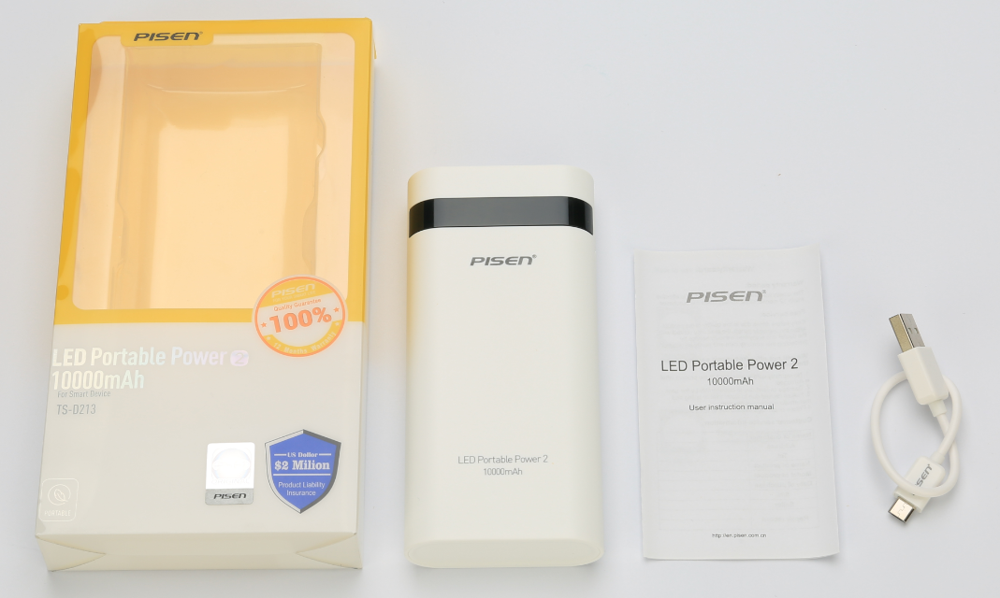 PISEN®
PISEN
Quality Guarantee
100%
LED Portable Power 2
10000mAh
For Smart Device
TS-D213
PISEN
US Dollar
$2 Milion
Product Liability
Insurance
PORTABLE
PISEN®
LED Portable Power 2
10000mAh
PISEN®
LED Portable Power 2
10000mAh
User instruction manual
http://en.pisen.com.cn
PISEN